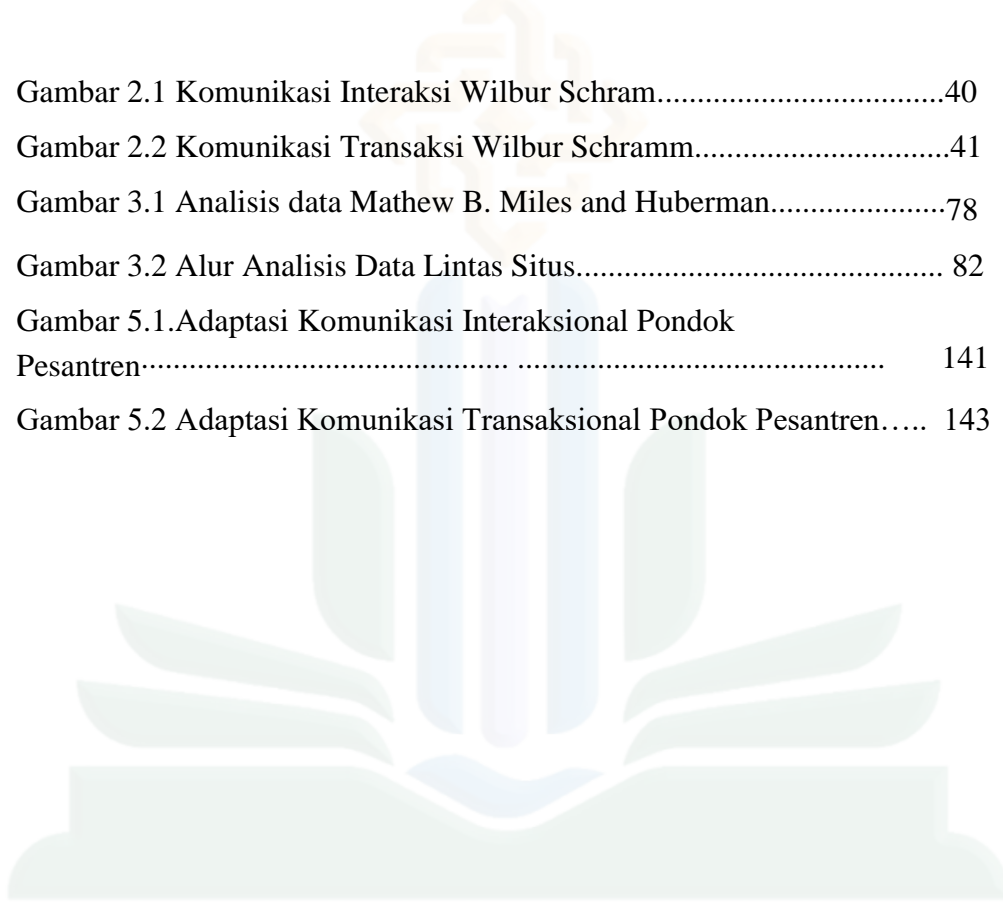 Gambar 2.1 Komunikasi Interaksi Wilbur Schram....................................40
Gambar 2.2 Komunikasi Transaksi Wilbur Schramm................................41
Gambar 3.1 Analisis data Mathew B. Miles and Huberman......................78
Gambar 3.2 Alur Analisis Data Lintas Situs.............................................. 82
Gambar 5.1.Adaptasi Komunikasi Interaksional Pondok
Pesantren.............................................. .............................................. 141
Gambar 5.2 Adaptasi Komunikasi Transaksional Pondok Pesantren….. 143